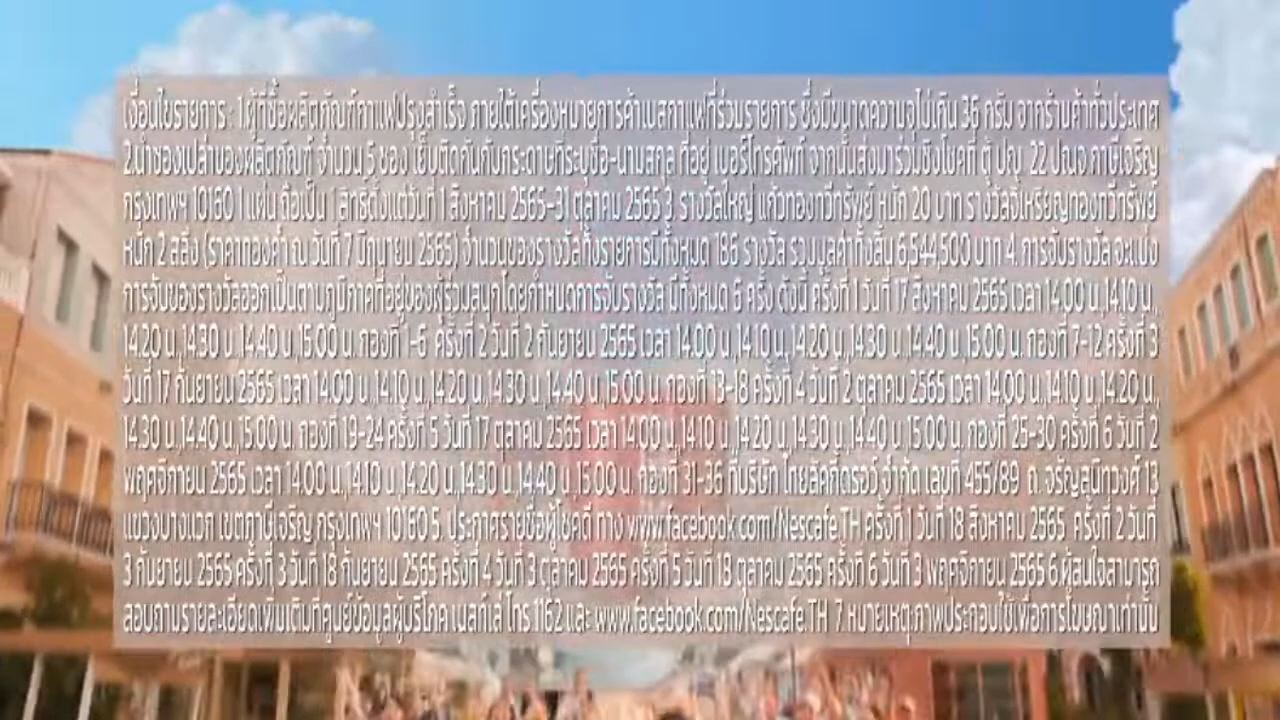 เงื่อนไขรายการ : 1.ผู้ที่ซื้อผลิตภัณฑ์กาแฟปรุงสำเร็จ ภายใต้เครื่องหมายการค้าเนสกาแฟที่ร่วมรายการ ซึ่งมีขนาดความจุไม่เกิน 36 กรัม จากร้านค้าทั่วประเทศ
2.นำซองเปล่าของผลิตภัณฑ์ จำนวน 5 ซอง เย็บติดกันกับกระดาษที่ระบุชื่อ-นามสกุล ที่อยู่ เบอร์โทรศัพท์ จากนั้นส่งมาร่วมชิงโชคที่ ตู้ ปณ. 22 ปณจ.ภาษีเจริญ
กรุงเทพฯ 10160 1 แผ่น ถือเป็น 1 สิทธิ์ตั้งแต่วันที่ 1 สิงหาคม 2565-31 ตุลาคม 2565 3. รางวัลใหญ่ แก้วทองทวีทรัพย์ หนัก 20 บาท รางวัลจี้เหรียญทองทวีทรัพย์
หนัก 2 สลึง (ราคาทองคำ ณ วันที่ 7 มิถุนายน 2565) จำนวนของรางวัลทั้งรายการมีทั้งหมด 186 รางวัล รวมมูลค่าทั้งสิ้น 6,544,500 บาท 4. การจับรางวัล จะแบ่ง
การจับของรางวัลออกเป็นตามภูมิภาคที่อยู่ของผู้ร่วมสนุกโดยกำหนดการจับรางวัล มีทั้งหมด 6 ครั้ง ดังนี้ ครั้งที่ 1 วันที่ 17 สิงหาคม 2565 เวลา 14.00 น.,14.10 น.,
14.20 น.,14.30 น.,14.40 น.,15.00 น. กองที่ 1-6 ครั้งที่ 2 วันที่ 2 กันยายน 2565 เวลา 14.00 น.,14.10 น.,14.20 น.,14.30 น.,14.40 น.,15.00 น. กองที่ 7-12 ครั้งที่ 3
วันที่ 17 กันยายน 2565 เวลา 14.00 น.,14.10 น.,14.20 น.,14.30 น.,14.40 น.,15.00 น. กองที่ 13-18 ครั้งที่ 4 วันที่ 2 ตุลาคม 2565 เวลา 14.00 น.,14.10 น.,14.20 น.,
14.30 น.,14.40 น.,15.00 น. กองที่ 19-24 ครั้งที่ 5 วันที่ 17 ตุลาคม 2565 เวลา 14.00 น.,14.10 น.,14.20 น.,14.30 น.,14.40 น.,15.00 น. กองที่ 25-30 ครั้งที่ 6 วันที่ 2
พฤศจิกายน 2565 เวลา 14.00 น.,14.10 น.,14.20 น.,14.30 น.,14.40 น.,15.00 น. กองที่ 31-36 ที่บริษัท ไทยลัคกี้ดรอว์ จำกัด เลขที่ 455/89 ถ. จรัญสนิทวงศ์ 13
แขวงบางแวก เขตภาษีเจริญ กรุงเทพฯ 10160 5. ประกาศรายชื่อผู้โชคดี ทาง www.facebook.com/Nescafe.TH ครั้งที่ 1 วันที่ 18 สิงหาคม 2565 ครั้งที่ 2 วันที่
3 กันยายน 2565 ครั้งที่ 3 วันที่ 18 กันยายน 2565 ครั้งที่ 4 วันที่ 3 ตุลาคม 2565 ครั้งที่ 5 วันที่ 18 ตุลาคม 2565 ครั้งที่ 6 วันที่ 3 พฤศจิกายน 2565 6.ผู้สนใจสามารถ
สอบถามรายละเอียดเพิ่มเติมที่ศูนย์ข้อมูลผู้บริโภค เนสท์เล่ โทร.1162 และ www.facebook.com/Nescafe.TH 7. หมายเหตุ:ภาพประกอบใช้เพื่อการโฆษณาเท่านั้น